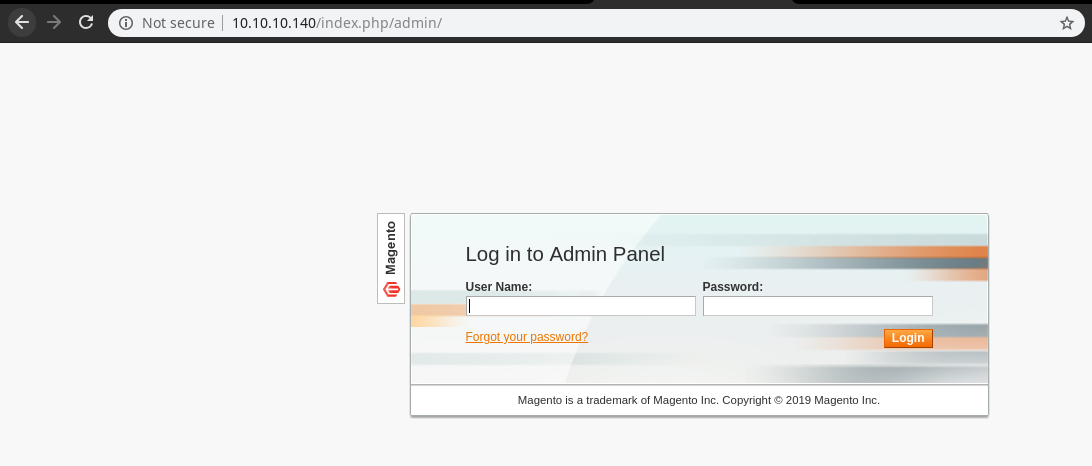 Not secure 10.10.10.140/index.php/admin/
Magento
Log in to Admin Panel
User Name: Password:
Forgot your password? Login
Magento is a trademark of Magento Inc. Copyright © 2019 Magento Inc.